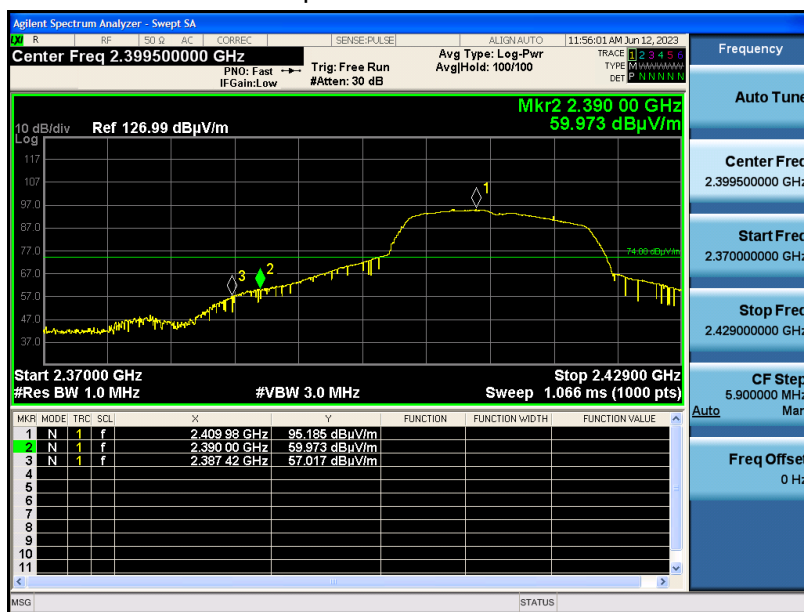 Agilent Spectrum Analyzer - Swept SA
LXI R RF 50 Ω AC CORREC SENSE:PULSE ALIGN AUTO 11:56:01 AM Jun 12, 2023
Center Freq 2.399500000 GHz
PNO: Fast
IFGain:Low
Trig: Free Run
#Atten: 30 dB
Avg Type: Log-Pwr
Avg|Hold: 100/100
TRACE 1 2 3 4 5 6
TYPE M W W W W W
DET P N N N N N
Mkr2 2.390 00 GHz
59.973 dBµV/m
10 dB/div Ref 126.99 dBµV/m
Log
117
107
97.0
87.0
77.0
67.0
57.0
47.0
37.0
1
2
3
74.00 dBµV/m
Start 2.37000 GHz Stop 2.42900 GHz
#Res BW 1.0 MHz #VBW 3.0 MHz Sweep 1.066 ms (1000 pts)
MKR MODE TRC SCL X Y FUNCTION FUNCTION WIDTH FUNCTION VALUE
1 N 1 f 2.409 98 GHz 95.185 dBµV/m
2 N 1 f 2.390 00 GHz 59.973 dBµV/m
3 N 1 f 2.387 42 GHz 57.017 dBµV/m
4
5
6
7
8
9
10
11
MSG STATUS
Frequency
Auto Tune
Center Freq
2.399500000 GHz
Start Freq
2.370000000 GHz
Stop Freq
2.429000000 GHz
CF Step
5.900000 MHz
Auto Man
Freq Offset
0 Hz